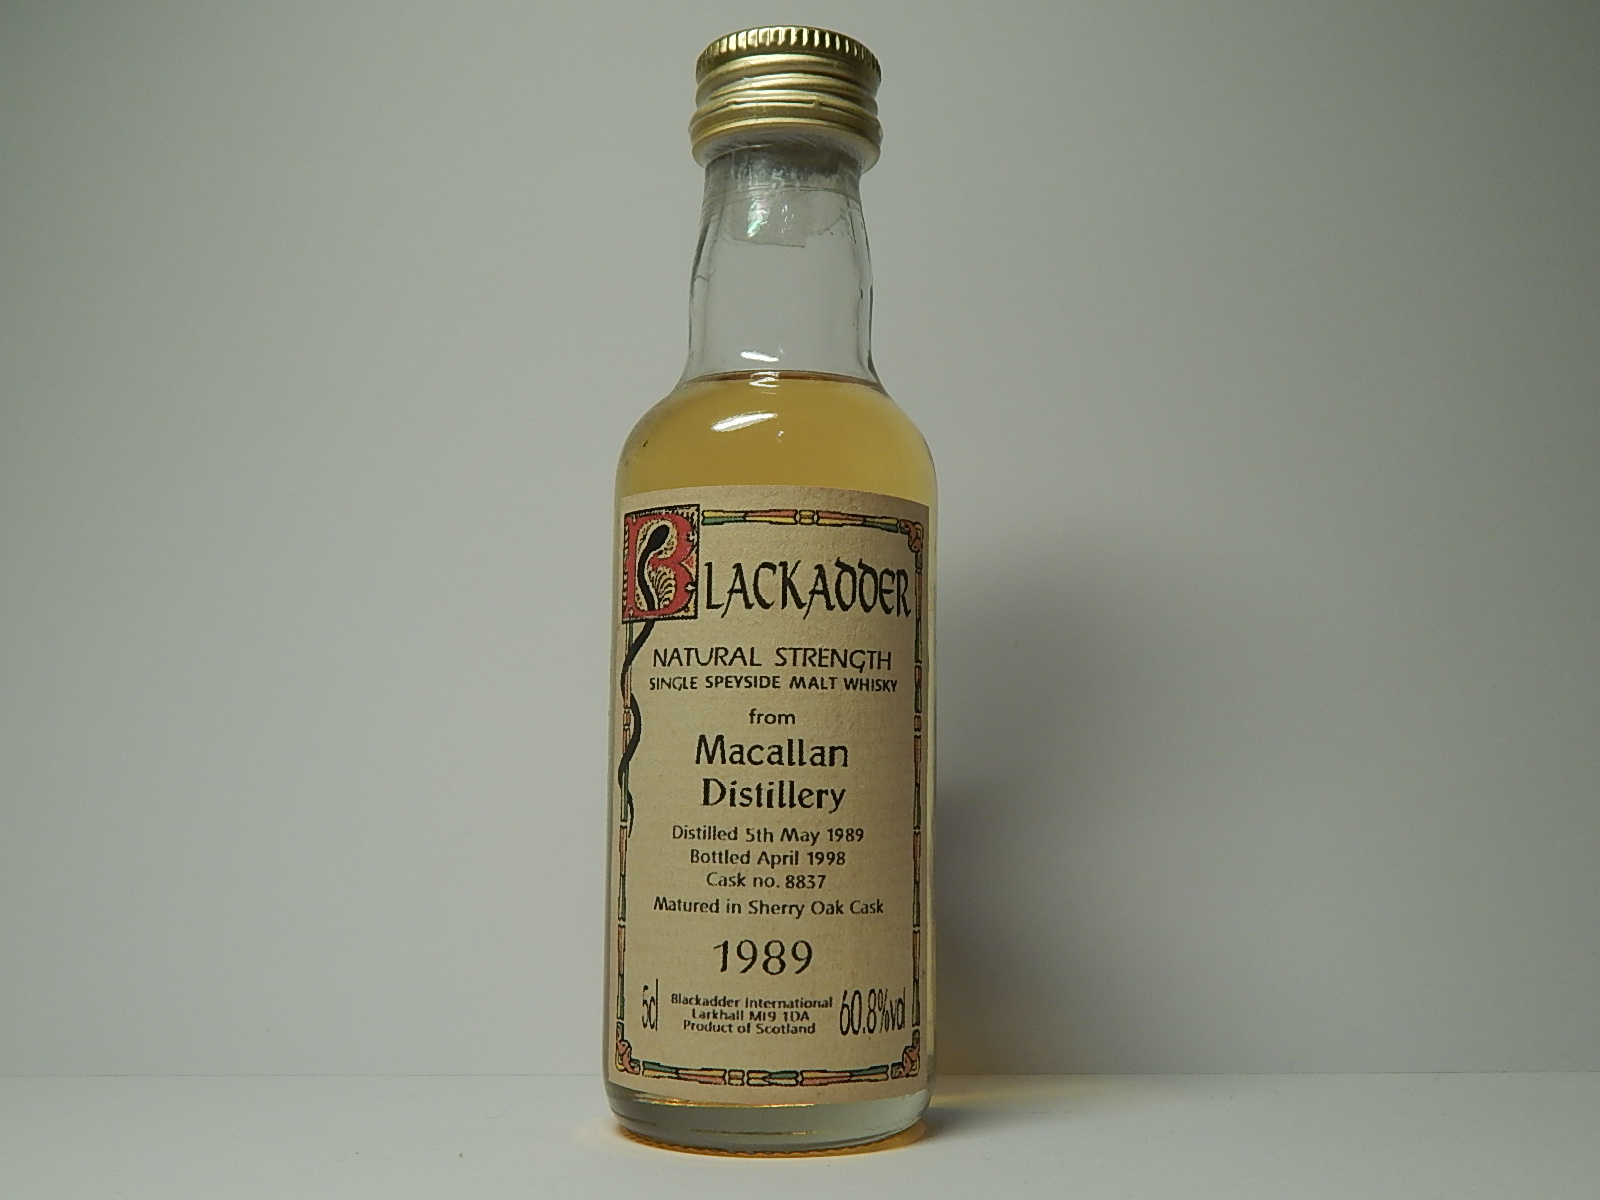 BLACKADDER
NATURAL STRENGTH
SINGLE SPEYSIDE MALT WHISKY
from
Macallan
Distillery
Distilled 5th May 1989
Bottled April 1998
Cask no. 8837
Matured in Sherry Oak Cask
1989
5cl Blackadder International 60.8%vol
Larkhall Ml9 1DA
Product of Scotland